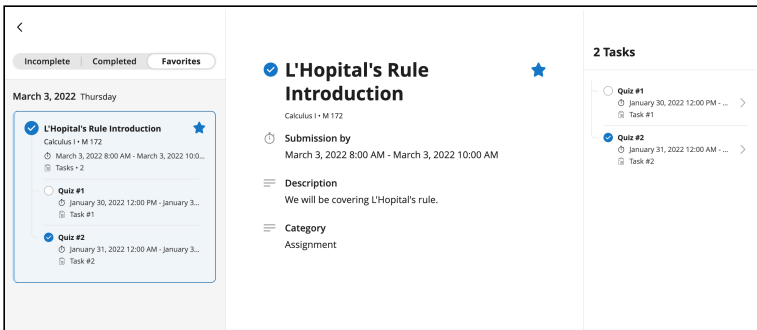 Incomplete Completed Favorites
March 3, 2022 Thursday
L'Hopital's Rule Introduction
Calculus I • M 172
March 3, 2022 8:00 AM - March 3, 2022 10:0...
Tasks • 2
Quiz #1
January 30, 2022 12:00 PM - January 3...
Task #1
Quiz #2
January 31, 2022 12:00 AM - January 3...
Task #2
L'Hopital's Rule
Introduction
Calculus I • M 172
Submission by
March 3, 2022 8:00 AM - March 3, 2022 10:00 AM
Description
We will be covering L'Hopital's rule.
Category
Assignment
2 Tasks
Quiz #1
January 30, 2022 12:00 PM - ...
Task #1
Quiz #2
January 31, 2022 12:00 AM - ...
Task #2